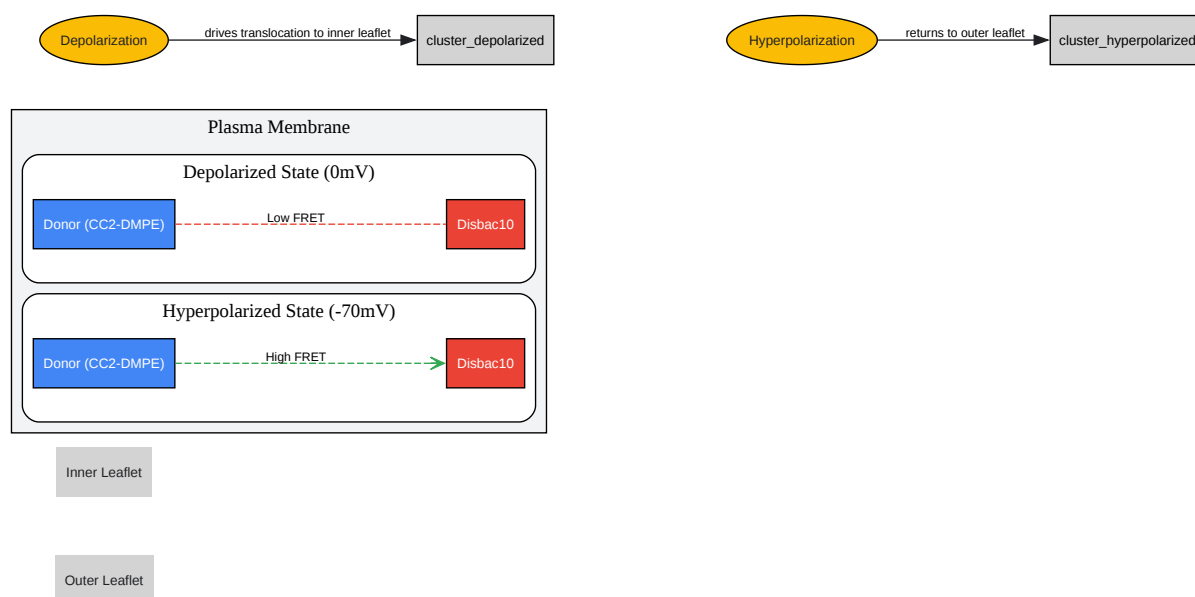 Depolarization
drives translocation to inner leaflet
cluster_depolarized
Hyperpolarization
returns to outer leaflet
cluster_hyperpolarized
Plasma Membrane
Depolarized State (0mV)
Donor (CC2-DMPE)
Low FRET
Disbac10
Hyperpolarized State (-70mV)
Donor (CC2-DMPE)
High FRET
Disbac10
Inner Leaflet
Outer Leaflet